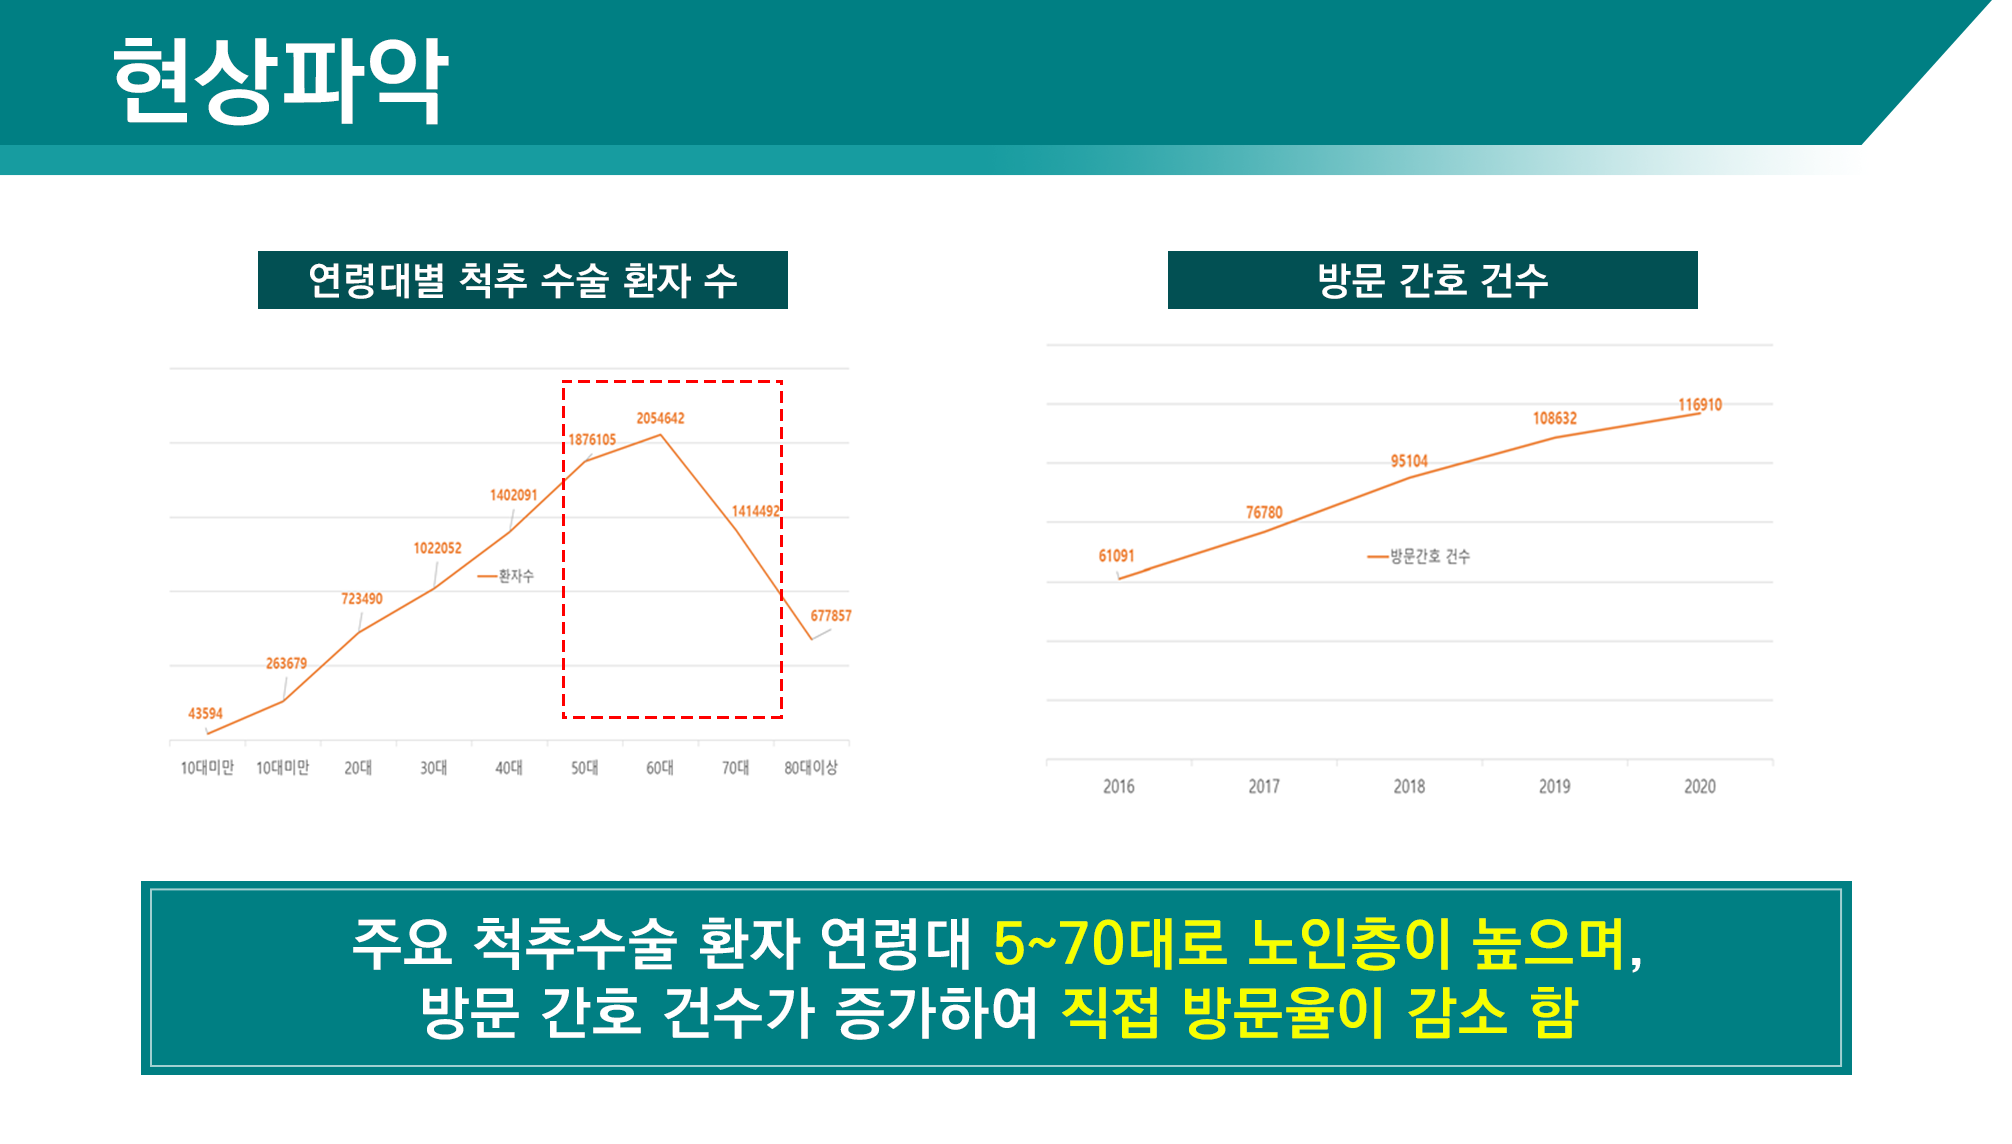 현상파악
연령대별 척추 수술 환자 수
방문 간호 건수
2054642
1876105
1402091
1414492
1022052
환자수
723490
677857
263679
43594
10대미만 10대미만 20대 30대 40대 50대 60대 70대 80대이상
116910
108632
95104
76780
61091
방문간호 건수
2016 2017 2018 2019 2020
주요 척추수술 환자 연령대 5~70대로 노인층이 높으며,
방문 간호 건수가 증가하여 직접 방문율이 감소 함